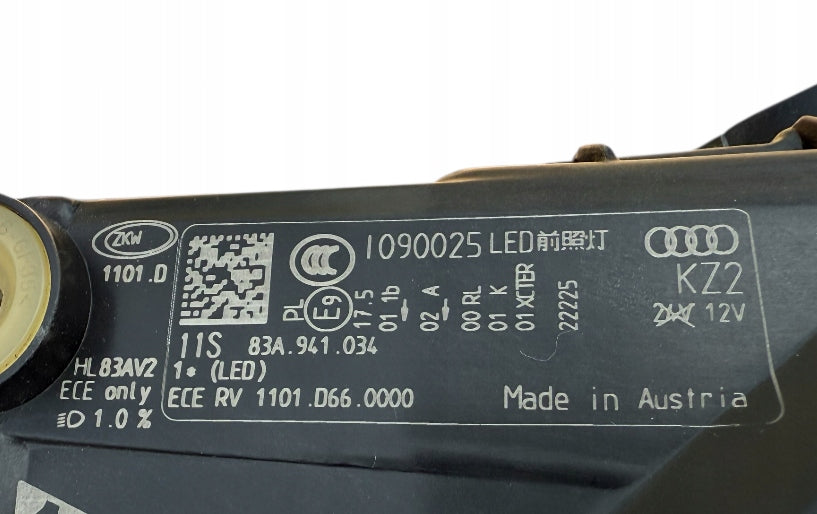 ZKW
1101.D
HL83AV2
ECE only
1.0 %
CCC
1090025 LED前照灯
KZ2
24V 12V
PL
E9
17.5
01 1b
02 A
00 RL
01 K
01XCTER
22225
11S 83A.941.034
1* (LED)
ECE RV 1101.D66.0000
Made in Austria